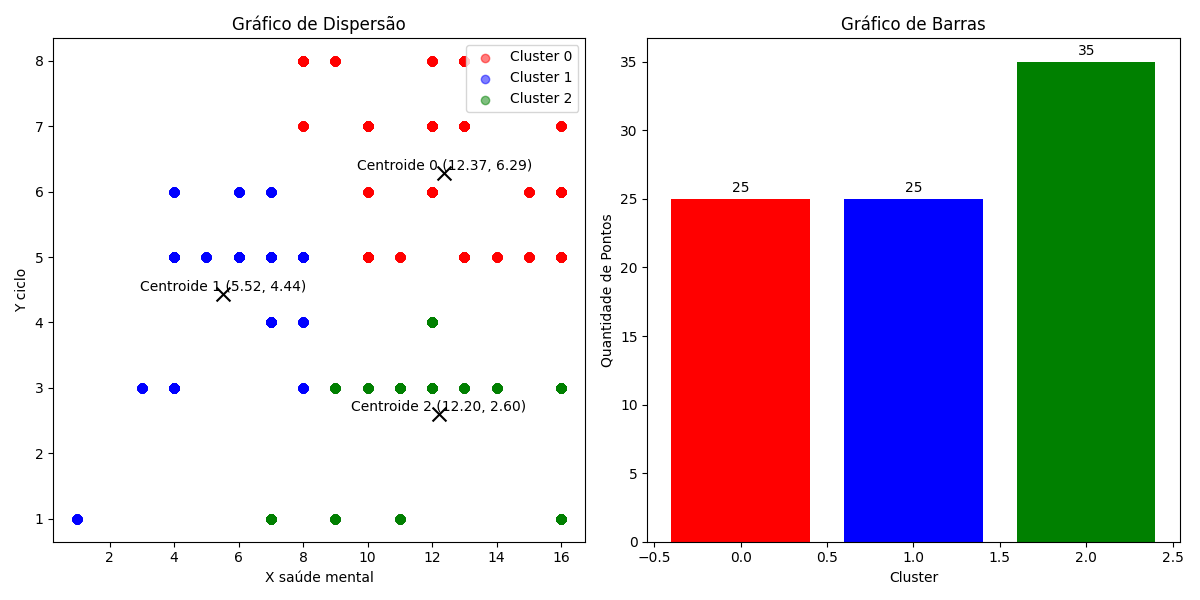 Gráfico de Dispersão
Cluster 0
Cluster 1
Cluster 2
8
7
6
5
4
3
2
1
Y ciclo
Centroide 0 (12.37, 6.29)
Centroide 1 (5.52, 4.44)
Centroide 2 (12.20, 2.60)
2
4
6
8
10
12
14
16
X saúde mental
Gráfico de Barras
35
30
25
20
15
10
5
0
Quantidade de Pontos
25
25
35
−0.5
0.0
0.5
1.0
1.5
2.0
2.5
Cluster